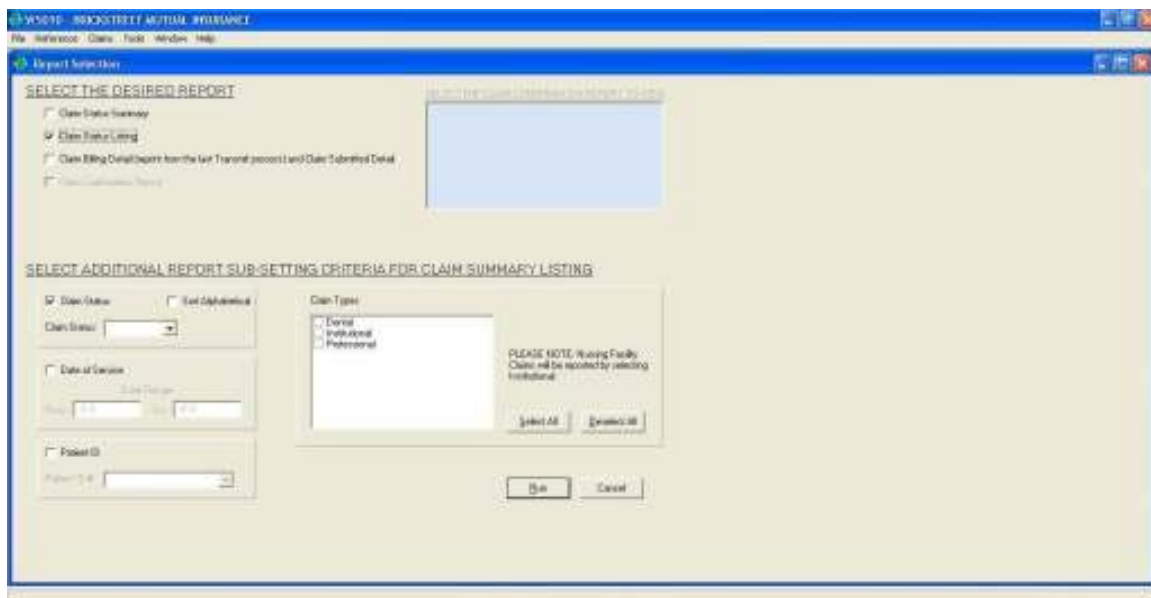 WS010 - BRICKSTREET MUTUAL INSURANCE
File Reference Claims Tools Window Help
Report Selection
SELECT THE DESIRED REPORT
Claim Status Summary
Claim Status Listing
Claim Billing Detail (reprint from the last Transmit process) and Claim Submitted Detail
SELECT ADDITIONAL REPORT SUB-SETTING CRITERIA FOR CLAIM SUMMARY LISTING
Claim Status
Sort Alphabetical
Claim Status
Claim Types
Dental
Institutional
Professional
PLEASE NOTE: Nursing Facility
Claims will be reported by selecting
Institutional.
Date of Service
Date Range
Select All
Deselect All
Patient ID
Run
Cancel